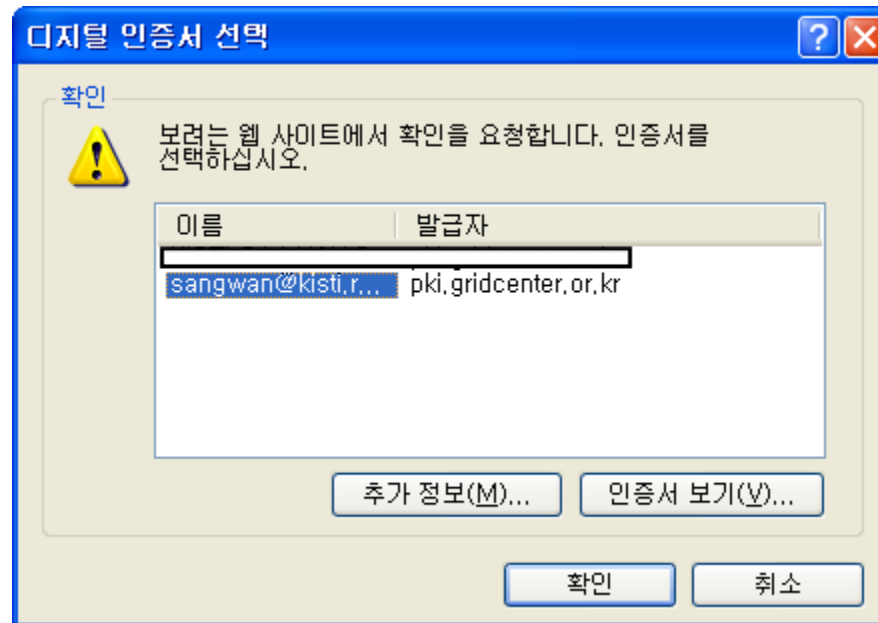 디지털 인증서 선택
확인
보려는 웹 사이트에서 확인을 요청합니다. 인증서를
선택하십시오.
이름 발급자
sangwan@kisti.r... pki.gridcenter.or.kr
추가 정보(M)... 인증서 보기(V)...
확인 취소